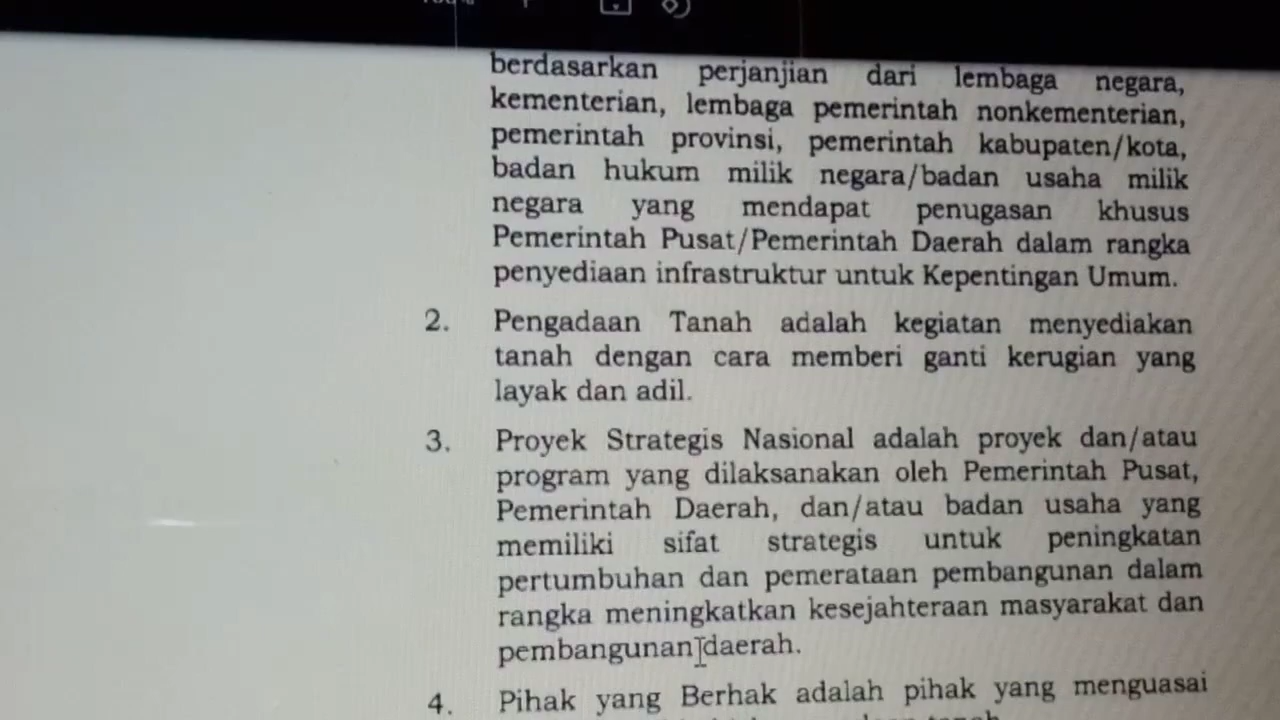 berdasarkan perjanjian dari lembaga negara,
kementerian, lembaga pemerintah nonkementerian,
pemerintah provinsi, pemerintah kabupaten/kota,
badan hukum milik negara/badan usaha milik
negara yang mendapat penugasan khusus
Pemerintah Pusat/Pemerintah Daerah dalam rangka
penyediaan infrastruktur untuk Kepentingan Umum.
2. Pengadaan Tanah adalah kegiatan menyediakan
tanah dengan cara memberi ganti kerugian yang
layak dan adil.
3. Proyek Strategis Nasional adalah proyek dan/atau
program yang dilaksanakan oleh Pemerintah Pusat,
Pemerintah Daerah, dan/atau badan usaha yang
memiliki sifat strategis untuk peningkatan
pertumbuhan dan pemerataan pembangunan dalam
rangka meningkatkan kesejahteraan masyarakat dan
pembangunan daerah.
4. Pihak yang Berhak adalah pihak yang menguasai